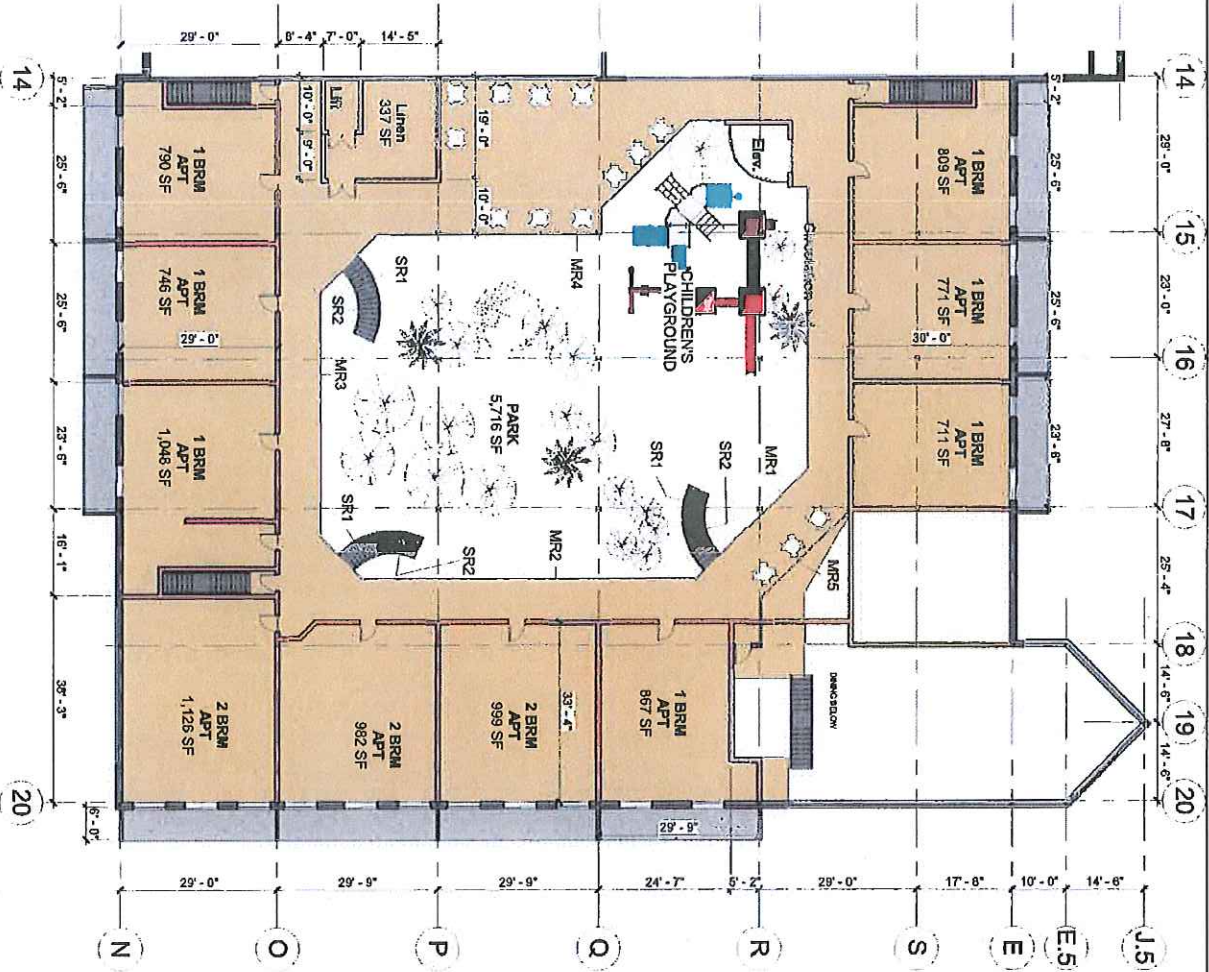 29' - 0"
6' - 4"
7' - 0"
14' - 5"
14
14
5' - 2"
25' - 6"
25' - 6"
23' - 6"
16' - 1"
38' - 3"
20
6' - 0"
10' - 0"
9' - 0"
Lift
Linen
337 SF
19' - 0"
10' - 0"
Elev.
Circulation
1 BRM
APT
790 SF
1 BRM
APT
746 SF
29' - 0"
1 BRM
APT
1,048 SF
2 BRM
APT
1,126 SF
2 BRM
APT
982 SF
2 BRM
APT
999 SF
33' - 4"
1 BRM
APT
867 SF
29' - 9"
1 BRM
APT
809 SF
1 BRM
APT
771 SF
30' - 0"
1 BRM
APT
711 SF
5' - 2"
25' - 6"
25' - 6"
23' - 6"
29' - 0"
15
23' - 0"
16
27' - 8"
17
25' - 4"
18
14' - 6"
19
14' - 6"
20
CHILDREN'S
PLAYGROUND
PARK
5,716 SF
SR1
SR2
MR3
MR4
SR1
SR2
MR2
SR1
SR2
MR1
MR5
DINING BELOW
29' - 0"
29' - 9"
29' - 9"
24' - 7"
5' - 2"
29' - 0"
17' - 8"
10' - 0"
14' - 6"
N
O
P
Q
R
S
E
E.5
J.5